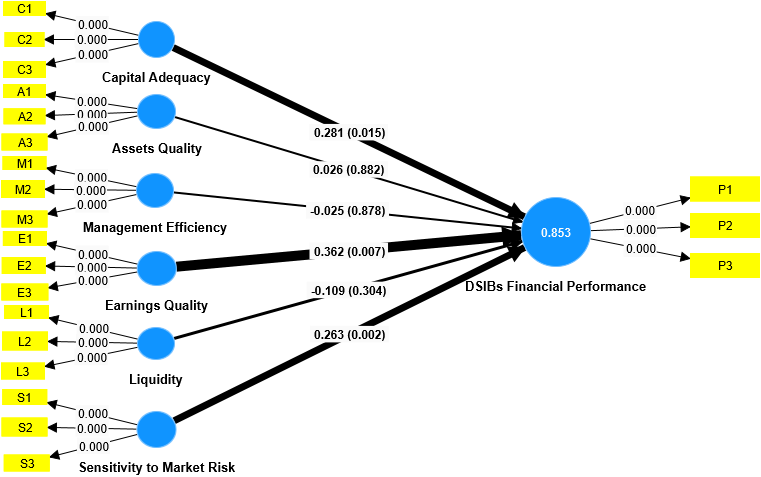 C1
0.000
C2
0.000
C3
0.000
Capital Adequacy
A1
0.000
A2
0.000
A3
0.000
Assets Quality
M1
0.000
M2
0.000
M3
0.000
Management Efficiency
E1
0.000
E2
0.000
E3
0.000
Earnings Quality
L1
0.000
L2
0.000
L3
0.000
Liquidity
S1
0.000
S2
0.000
S3
0.000
Sensitivity to Market Risk
0.281 (0.015)
0.026 (0.882)
-0.025 (0.878)
0.362 (0.007)
-0.109 (0.304)
0.263 (0.002)
0.853
DSIBs Financial Performance
0.000
P1
0.000
P2
0.000
P3